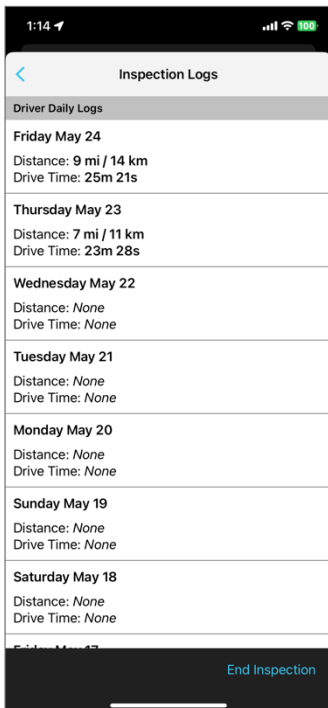 1:14
100
Inspection Logs
Driver Daily Logs
Friday May 24
Distance: 9 mi / 14 km
Drive Time: 25m 21s
Thursday May 23
Distance: 7 mi / 11 km
Drive Time: 23m 28s
Wednesday May 22
Distance: None
Drive Time: None
Tuesday May 21
Distance: None
Drive Time: None
Monday May 20
Distance: None
Drive Time: None
Sunday May 19
Distance: None
Drive Time: None
Saturday May 18
Distance: None
Drive Time: None
Friday May 17
End Inspection